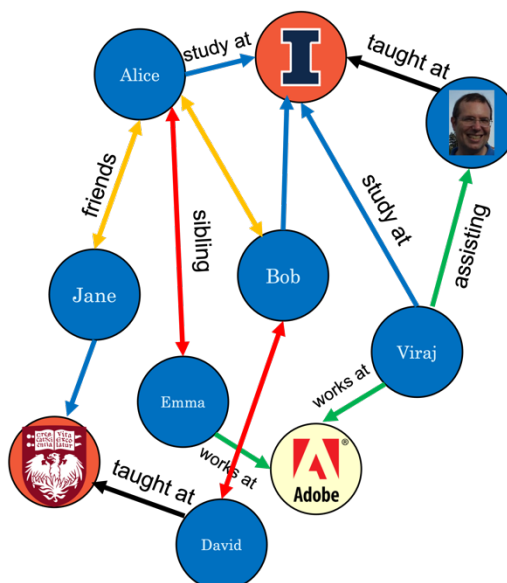 study at
taught at
Alice
I
friends
sibling
study at
assisting
Jane
Bob
Viraj
Emma
works at
works at
Adobe
®
taught at
David